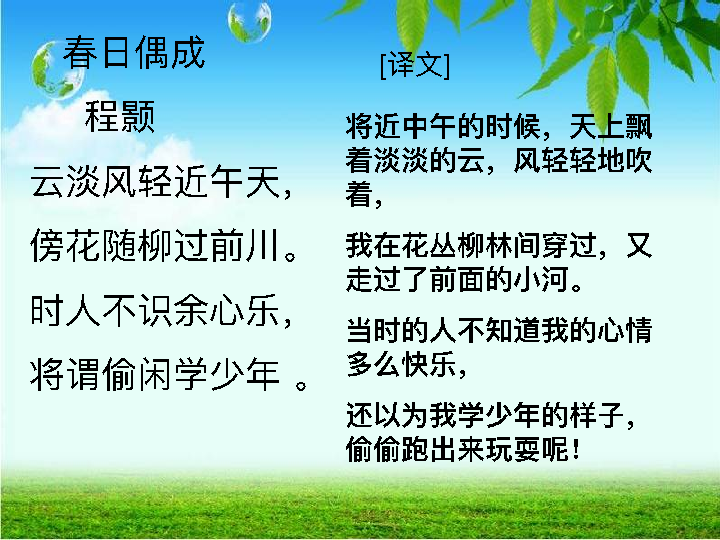 春日偶成
程颢
云淡风轻近午天，
傍花随柳过前川。
时人不识余心乐，
将谓偷闲学少年 。
[译文]
将近中午的时候，天上飘
着淡淡的云，风轻轻地吹
着，
我在花丛柳林间穿过，又
走过了前面的小河。
当时的人不知道我的心情
多么快乐，
还以为我学少年的样子，
偷偷跑出来玩耍呢！